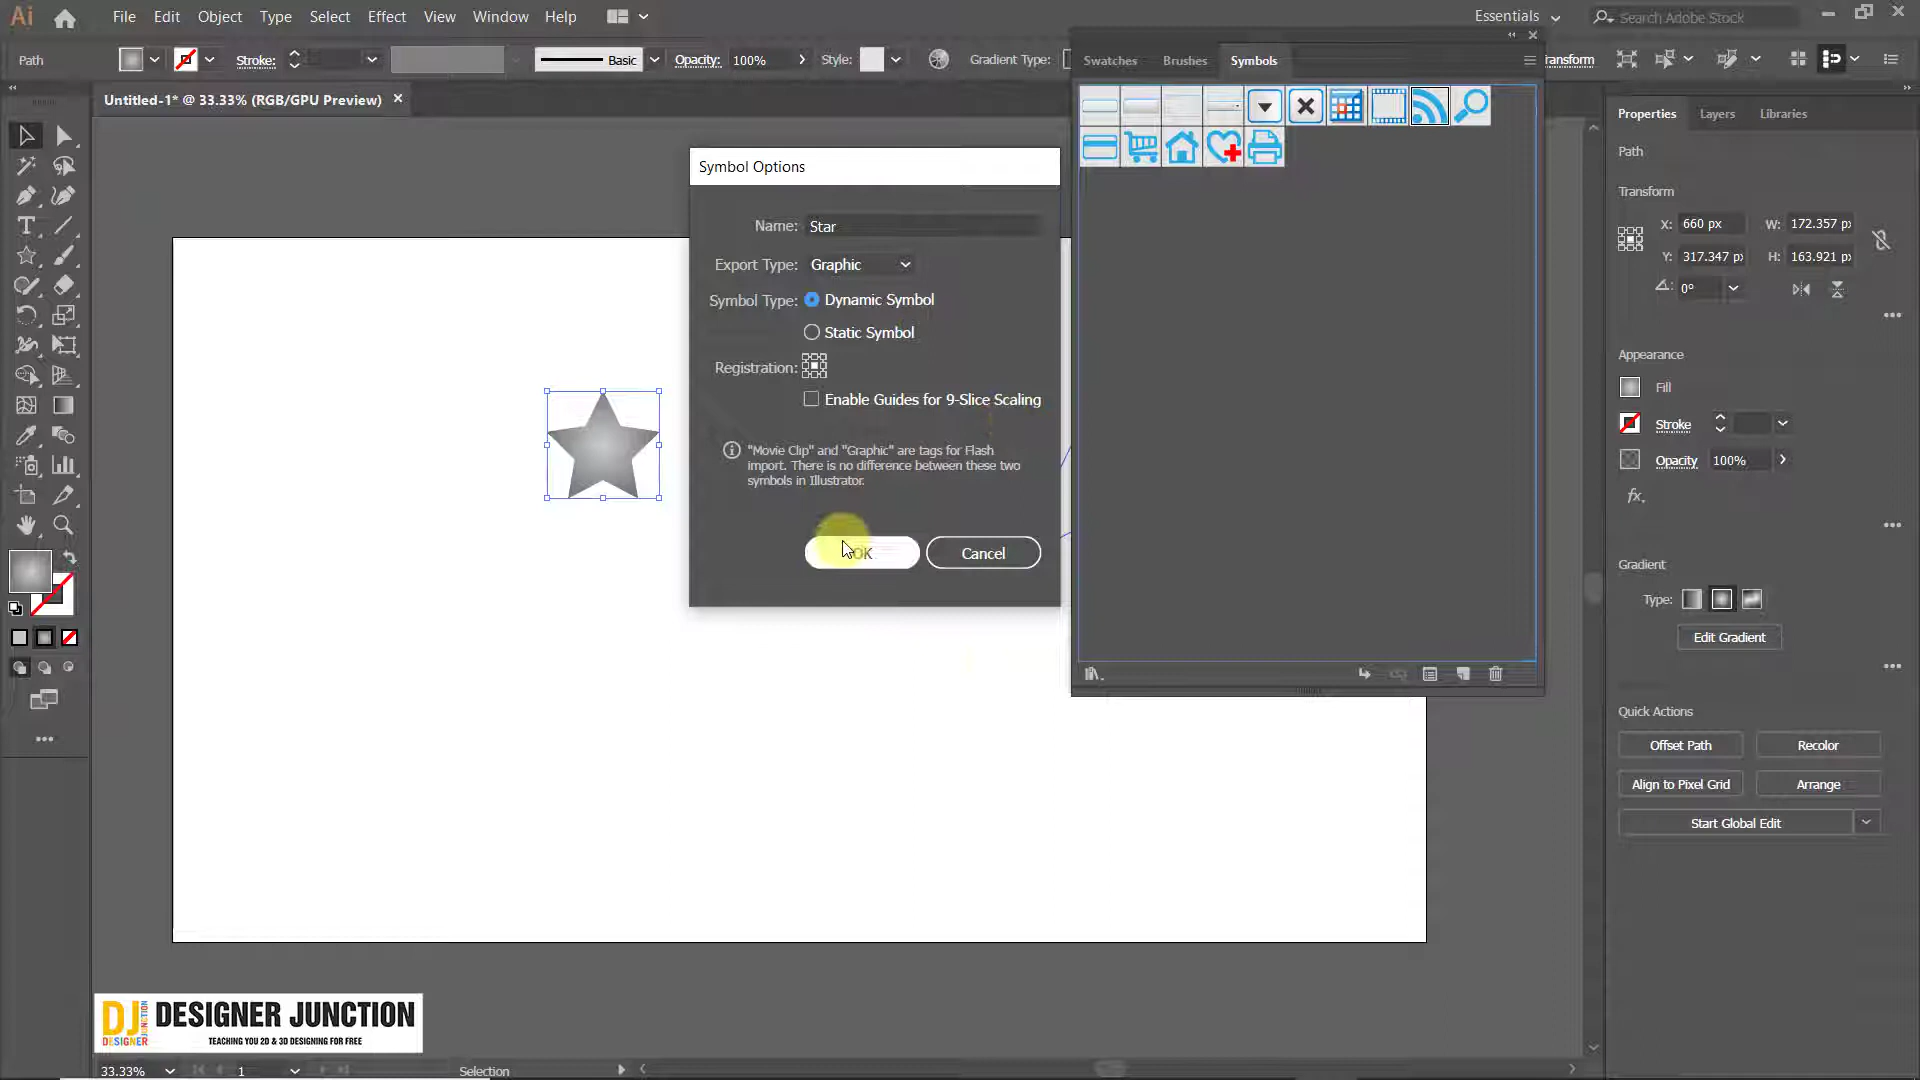 Ai File Edit Object Type Select Effect View Window Help Essentials Search Adobe Stock
Path Stroke: Basic Opacity: 100% Style: Gradient Type: Transform
Untitled-1* @ 33.33% (RGB/GPU Preview)
Swatches Brushes Symbols
Properties Layers Libraries
Path
Transform
X: 660 px W: 172.357 p
Y: 317.347 p H: 163.921 p
0°
Appearance
Fill
Stroke
Opacity 100%
fx.
Gradient
Type:
Edit Gradient
Quick Actions
Offset Path Recolor
Align to Pixel Grid Arrange
Start Global Edit
Symbol Options
Name: Star
Export Type: Graphic
Symbol Type: Dynamic Symbol
Static Symbol
Registration:
Enable Guides for 9-Slice Scaling
"Movie Clip" and "Graphic" are tags for Flash
import. There is no difference between these two
symbols in Illustrator.
OK Cancel
DJ DESIGNER JUNCTION
DESIGNER JUNCTION
TEACHING YOU 2D & 3D DESIGNING FOR FREE
33.33% 1 Selection